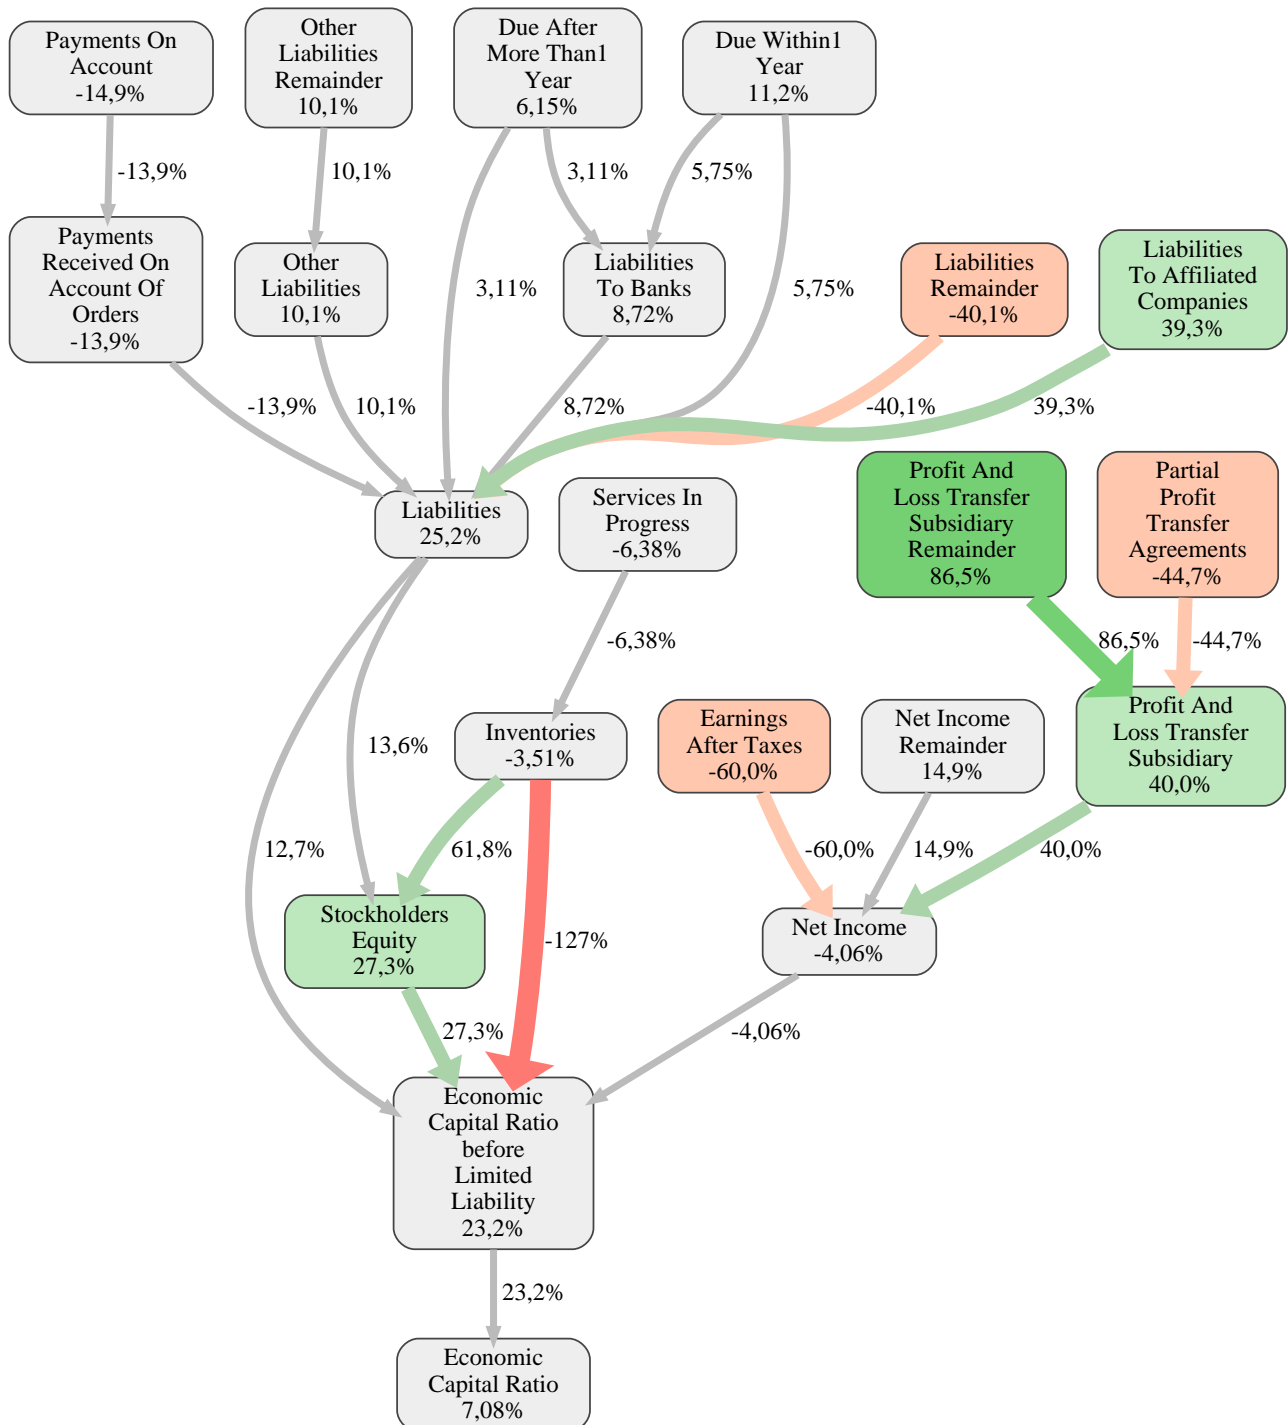 Payments On
Account
-14,9%
Other
Liabilities
Remainder
10,1%
Due After
More Than1
Year
6,15%
Due Within1
Year
11,2%
-13,9%
10,1%
3,11%
5,75%
Payments
Received On
Account Of
Orders
-13,9%
Other
Liabilities
10,1%
3,11%
Liabilities
To Banks
8,72%
5,75%
Liabilities
Remainder
-40,1%
Liabilities
To Affiliated
Companies
39,3%
-13,9%
10,1%
8,72%
-40,1%
39,3%
Liabilities
25,2%
Services In
Progress
-6,38%
Profit And
Loss Transfer
Subsidiary
Remainder
86,5%
Partial
Profit
Transfer
Agreements
-44,7%
-6,38%
86,5%
-44,7%
13,6%
Inventories
-3,51%
Earnings
After Taxes
-60,0%
Net Income
Remainder
14,9%
Profit And
Loss Transfer
Subsidiary
40,0%
12,7%
61,8%
-60,0%
14,9%
40,0%
Stockholders
Equity
27,3%
-127%
Net Income
-4,06%
27,3%
-4,06%
Economic
Capital Ratio
before
Limited
Liability
23,2%
23,2%
Economic
Capital Ratio
7,08%